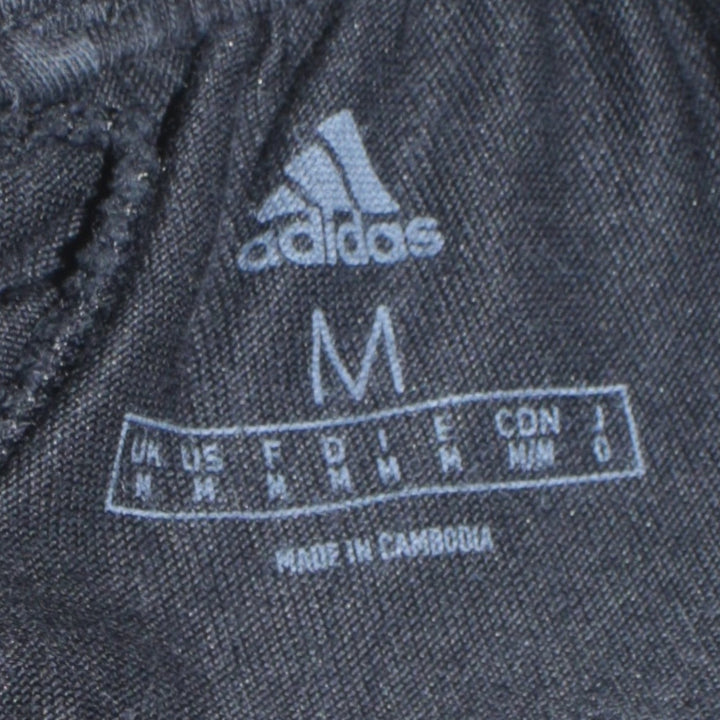 adidas
M
UK US F D I E CON J
M M M M M M M/M O
MADE IN CAMBODIA